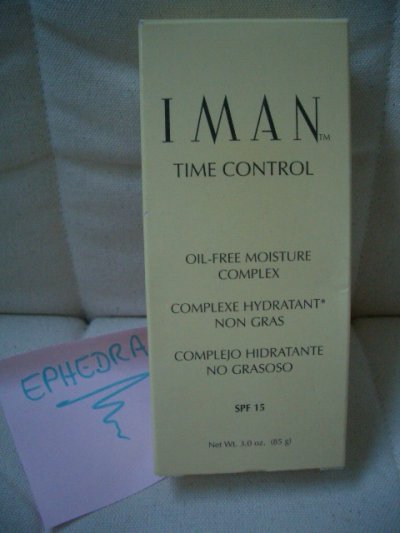 IMAN™
TIME CONTROL
OIL-FREE MOISTURE
COMPLEX
COMPLEXE HYDRATANT*
NON GRAS
COMPLEJO HIDRATANTE
NO GRASOSO
SPF 15
Net Wt. 3.0 oz. (85 g)
EPHEDRA